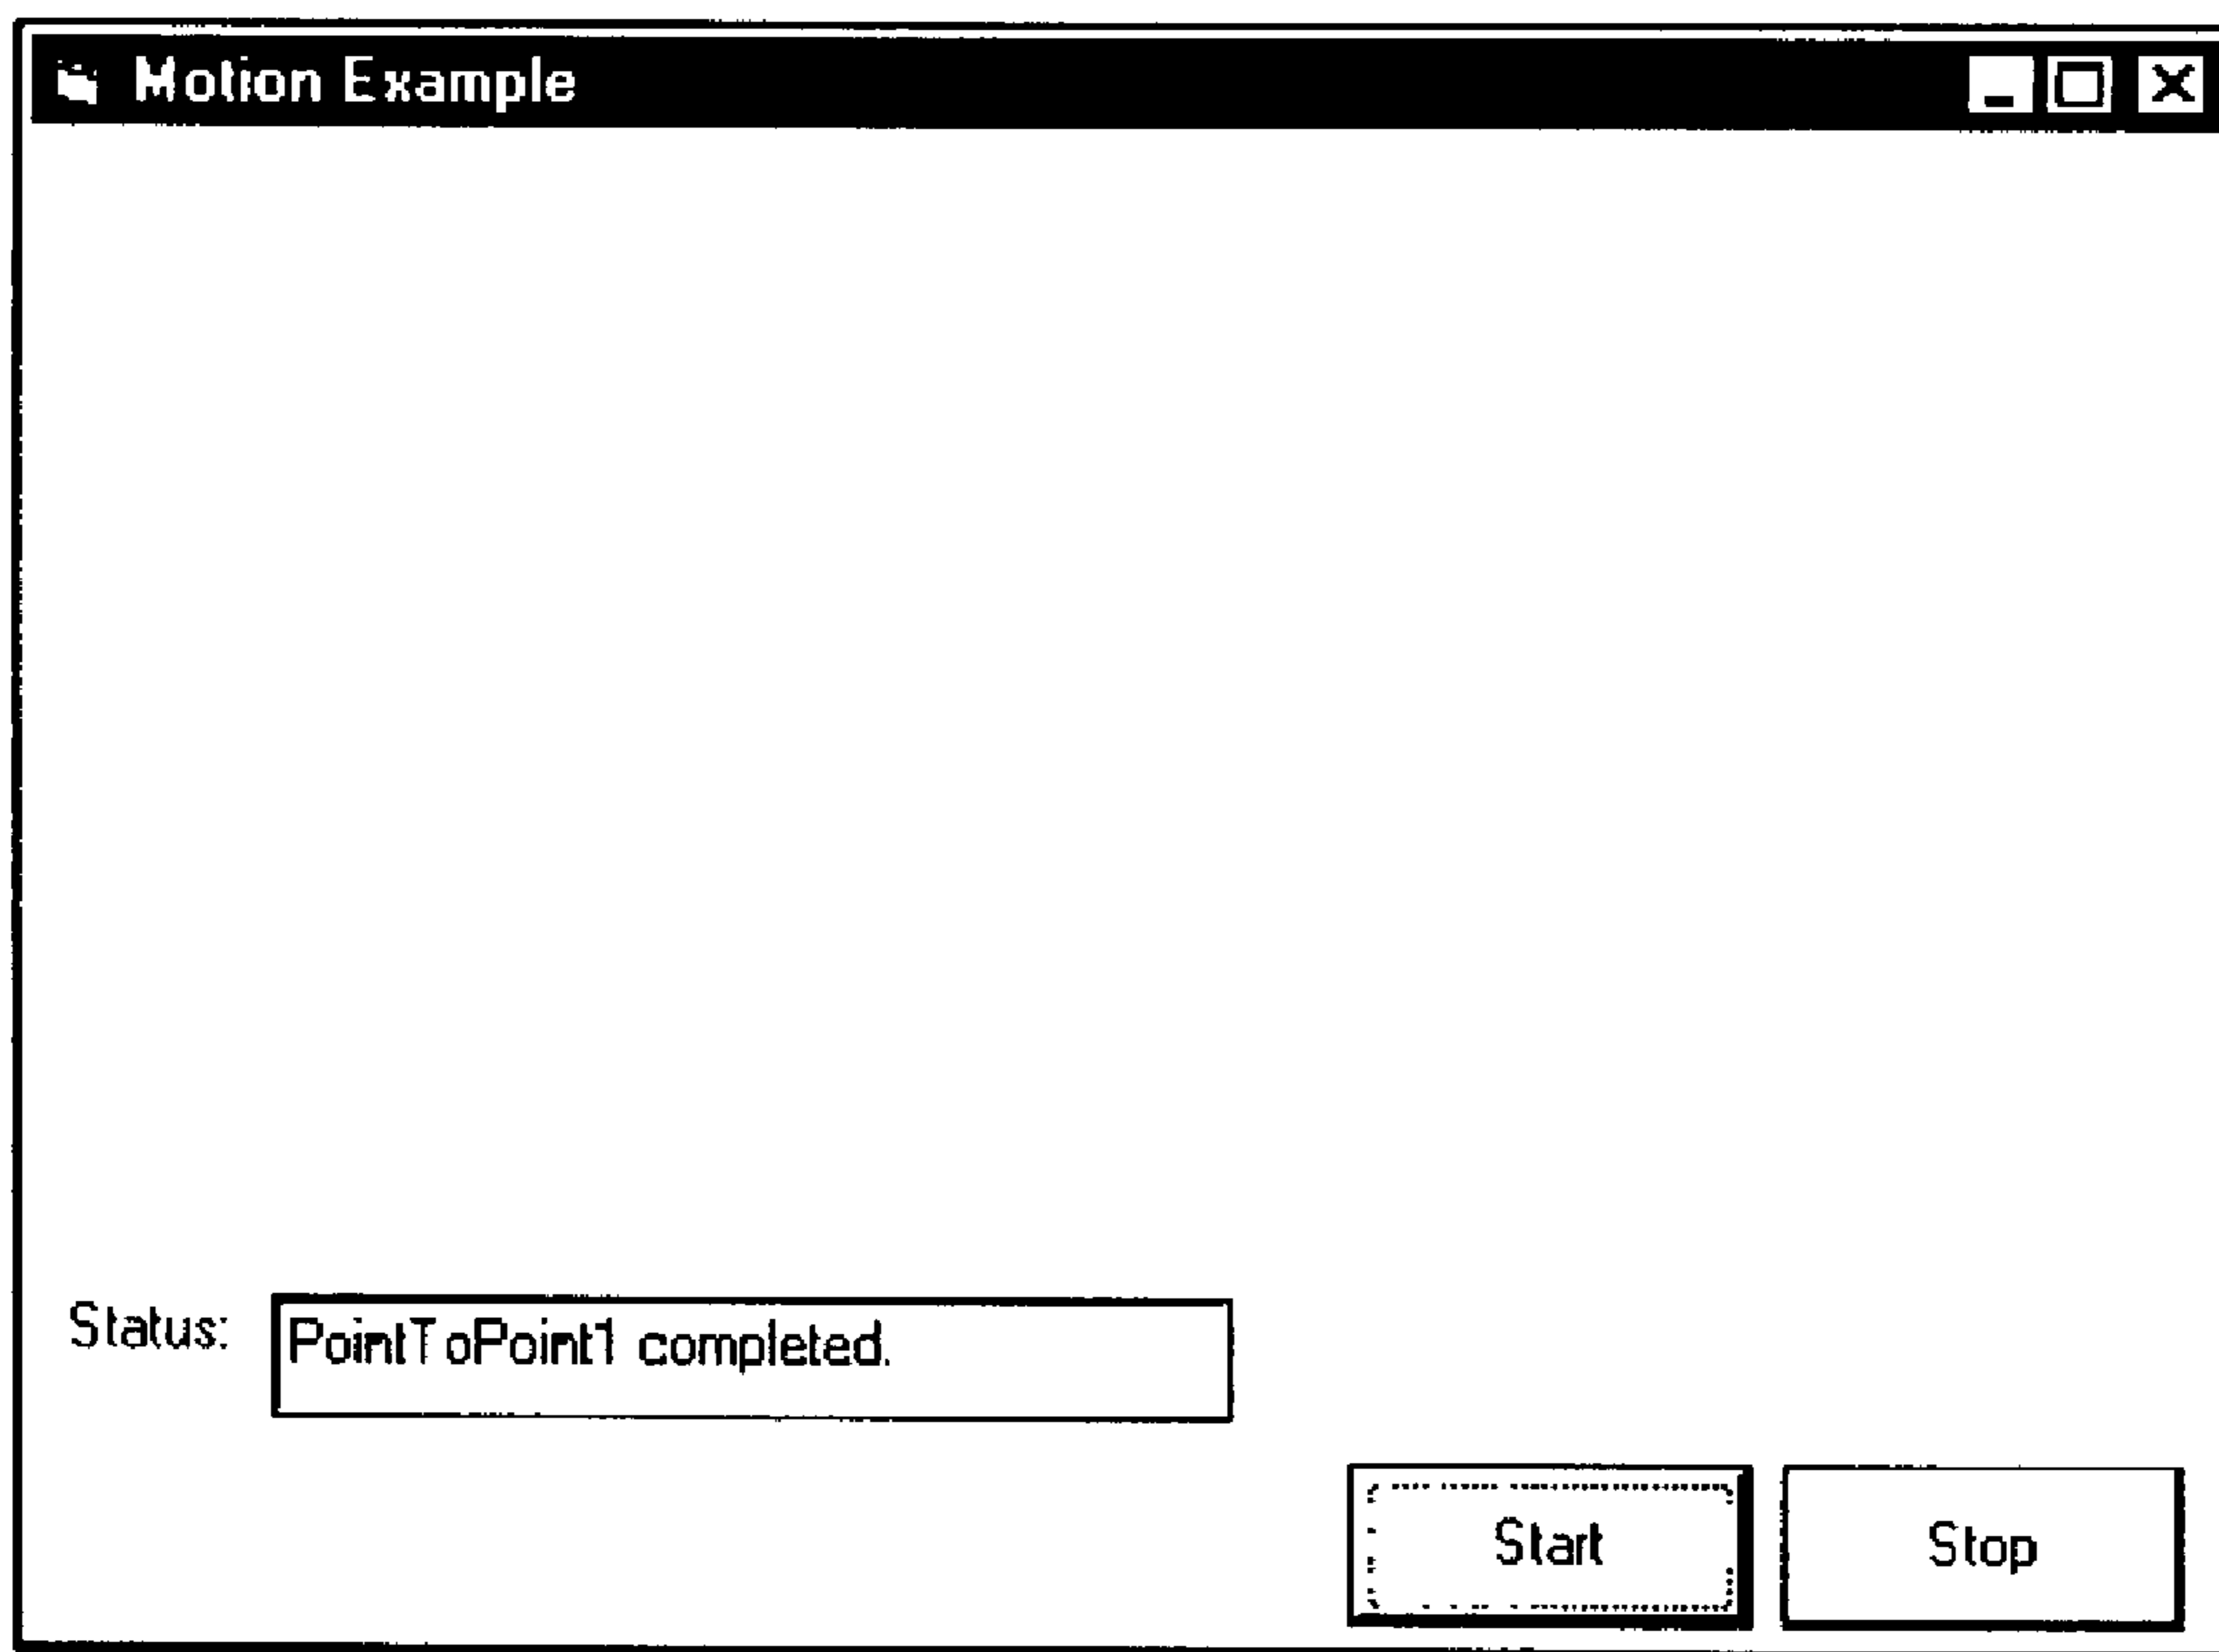 Motion Example
Status:
PointToPoint1 completed.
Start
Stop